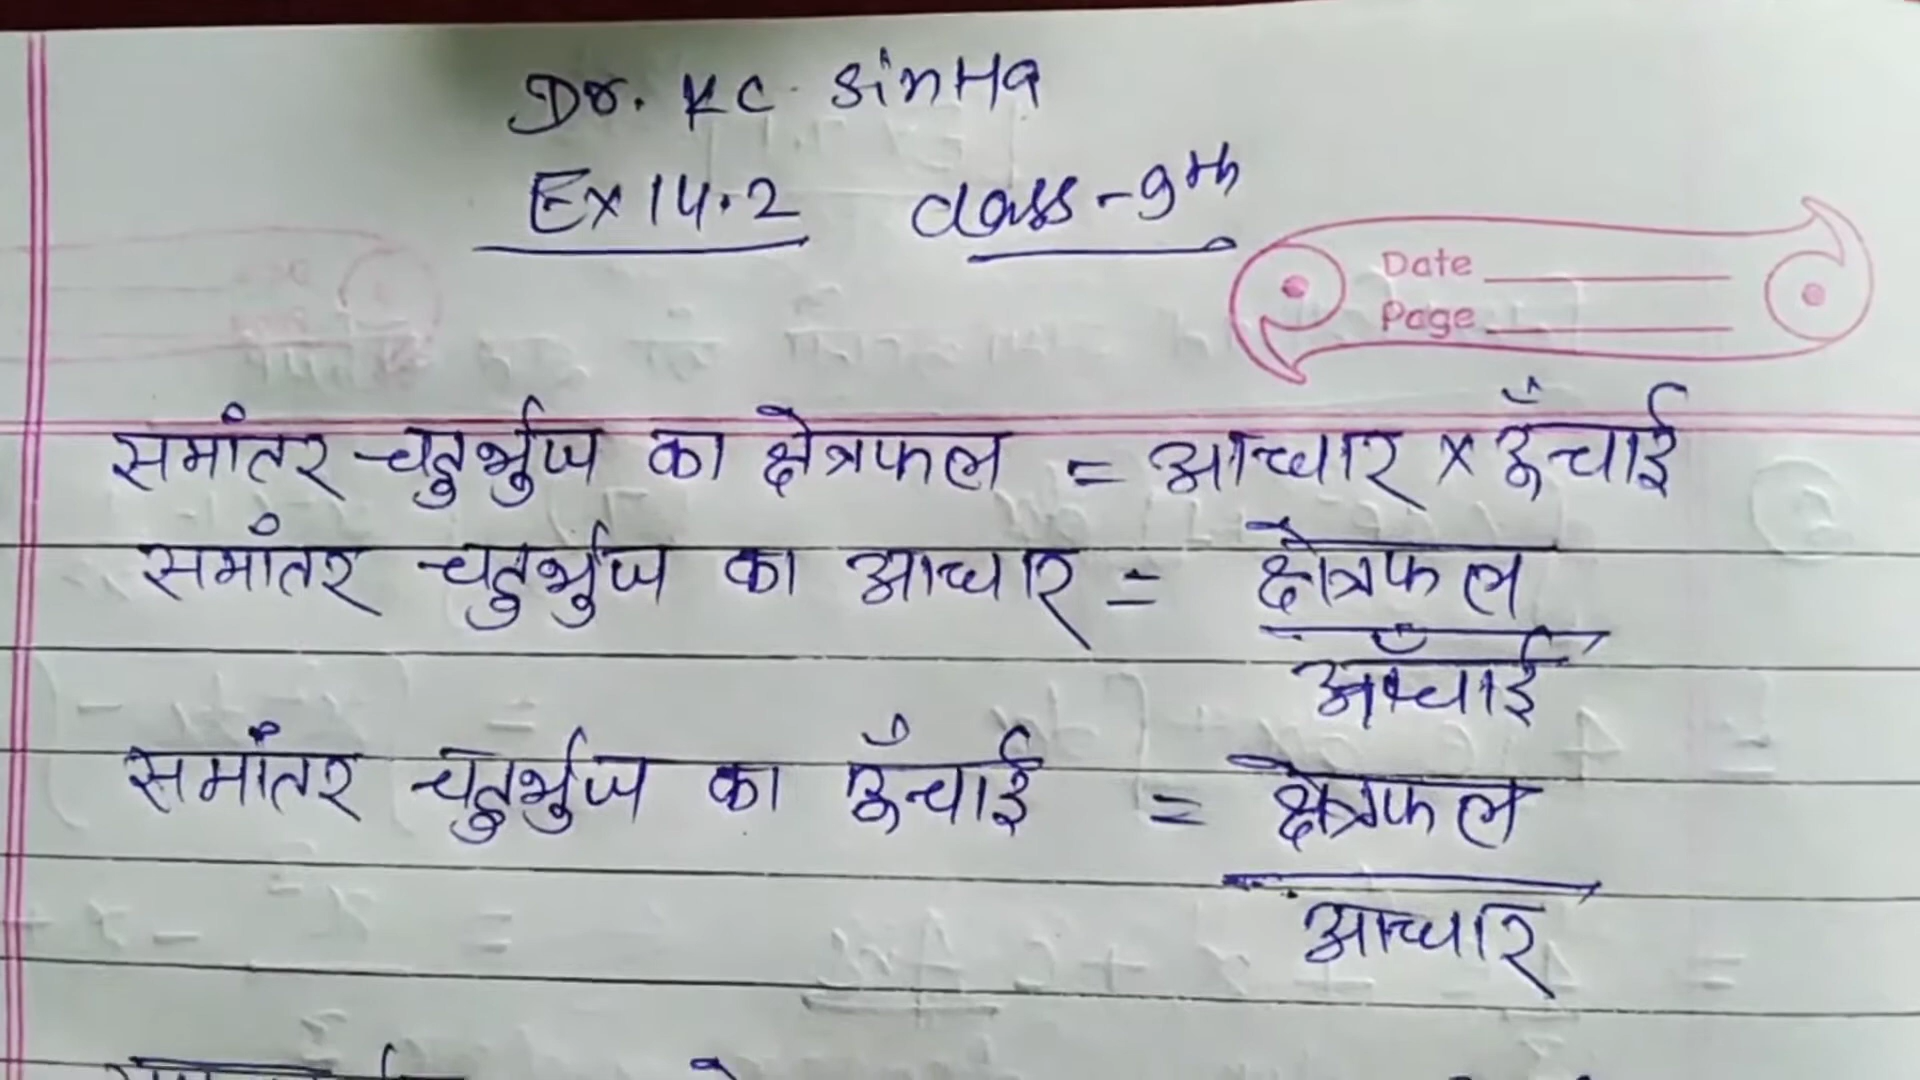 Dr. KC. SinHa
Ex 14.2 class-9th
Date
Page
समांतर चतुर्भुज का क्षेत्रफल = आधार × ऊँचाई
समांतर चतुर्भुज का आधार = क्षेत्रफल
ऊँचाई
समांतर चतुर्भुज का ऊँचाई = क्षेत्रफल
आधार